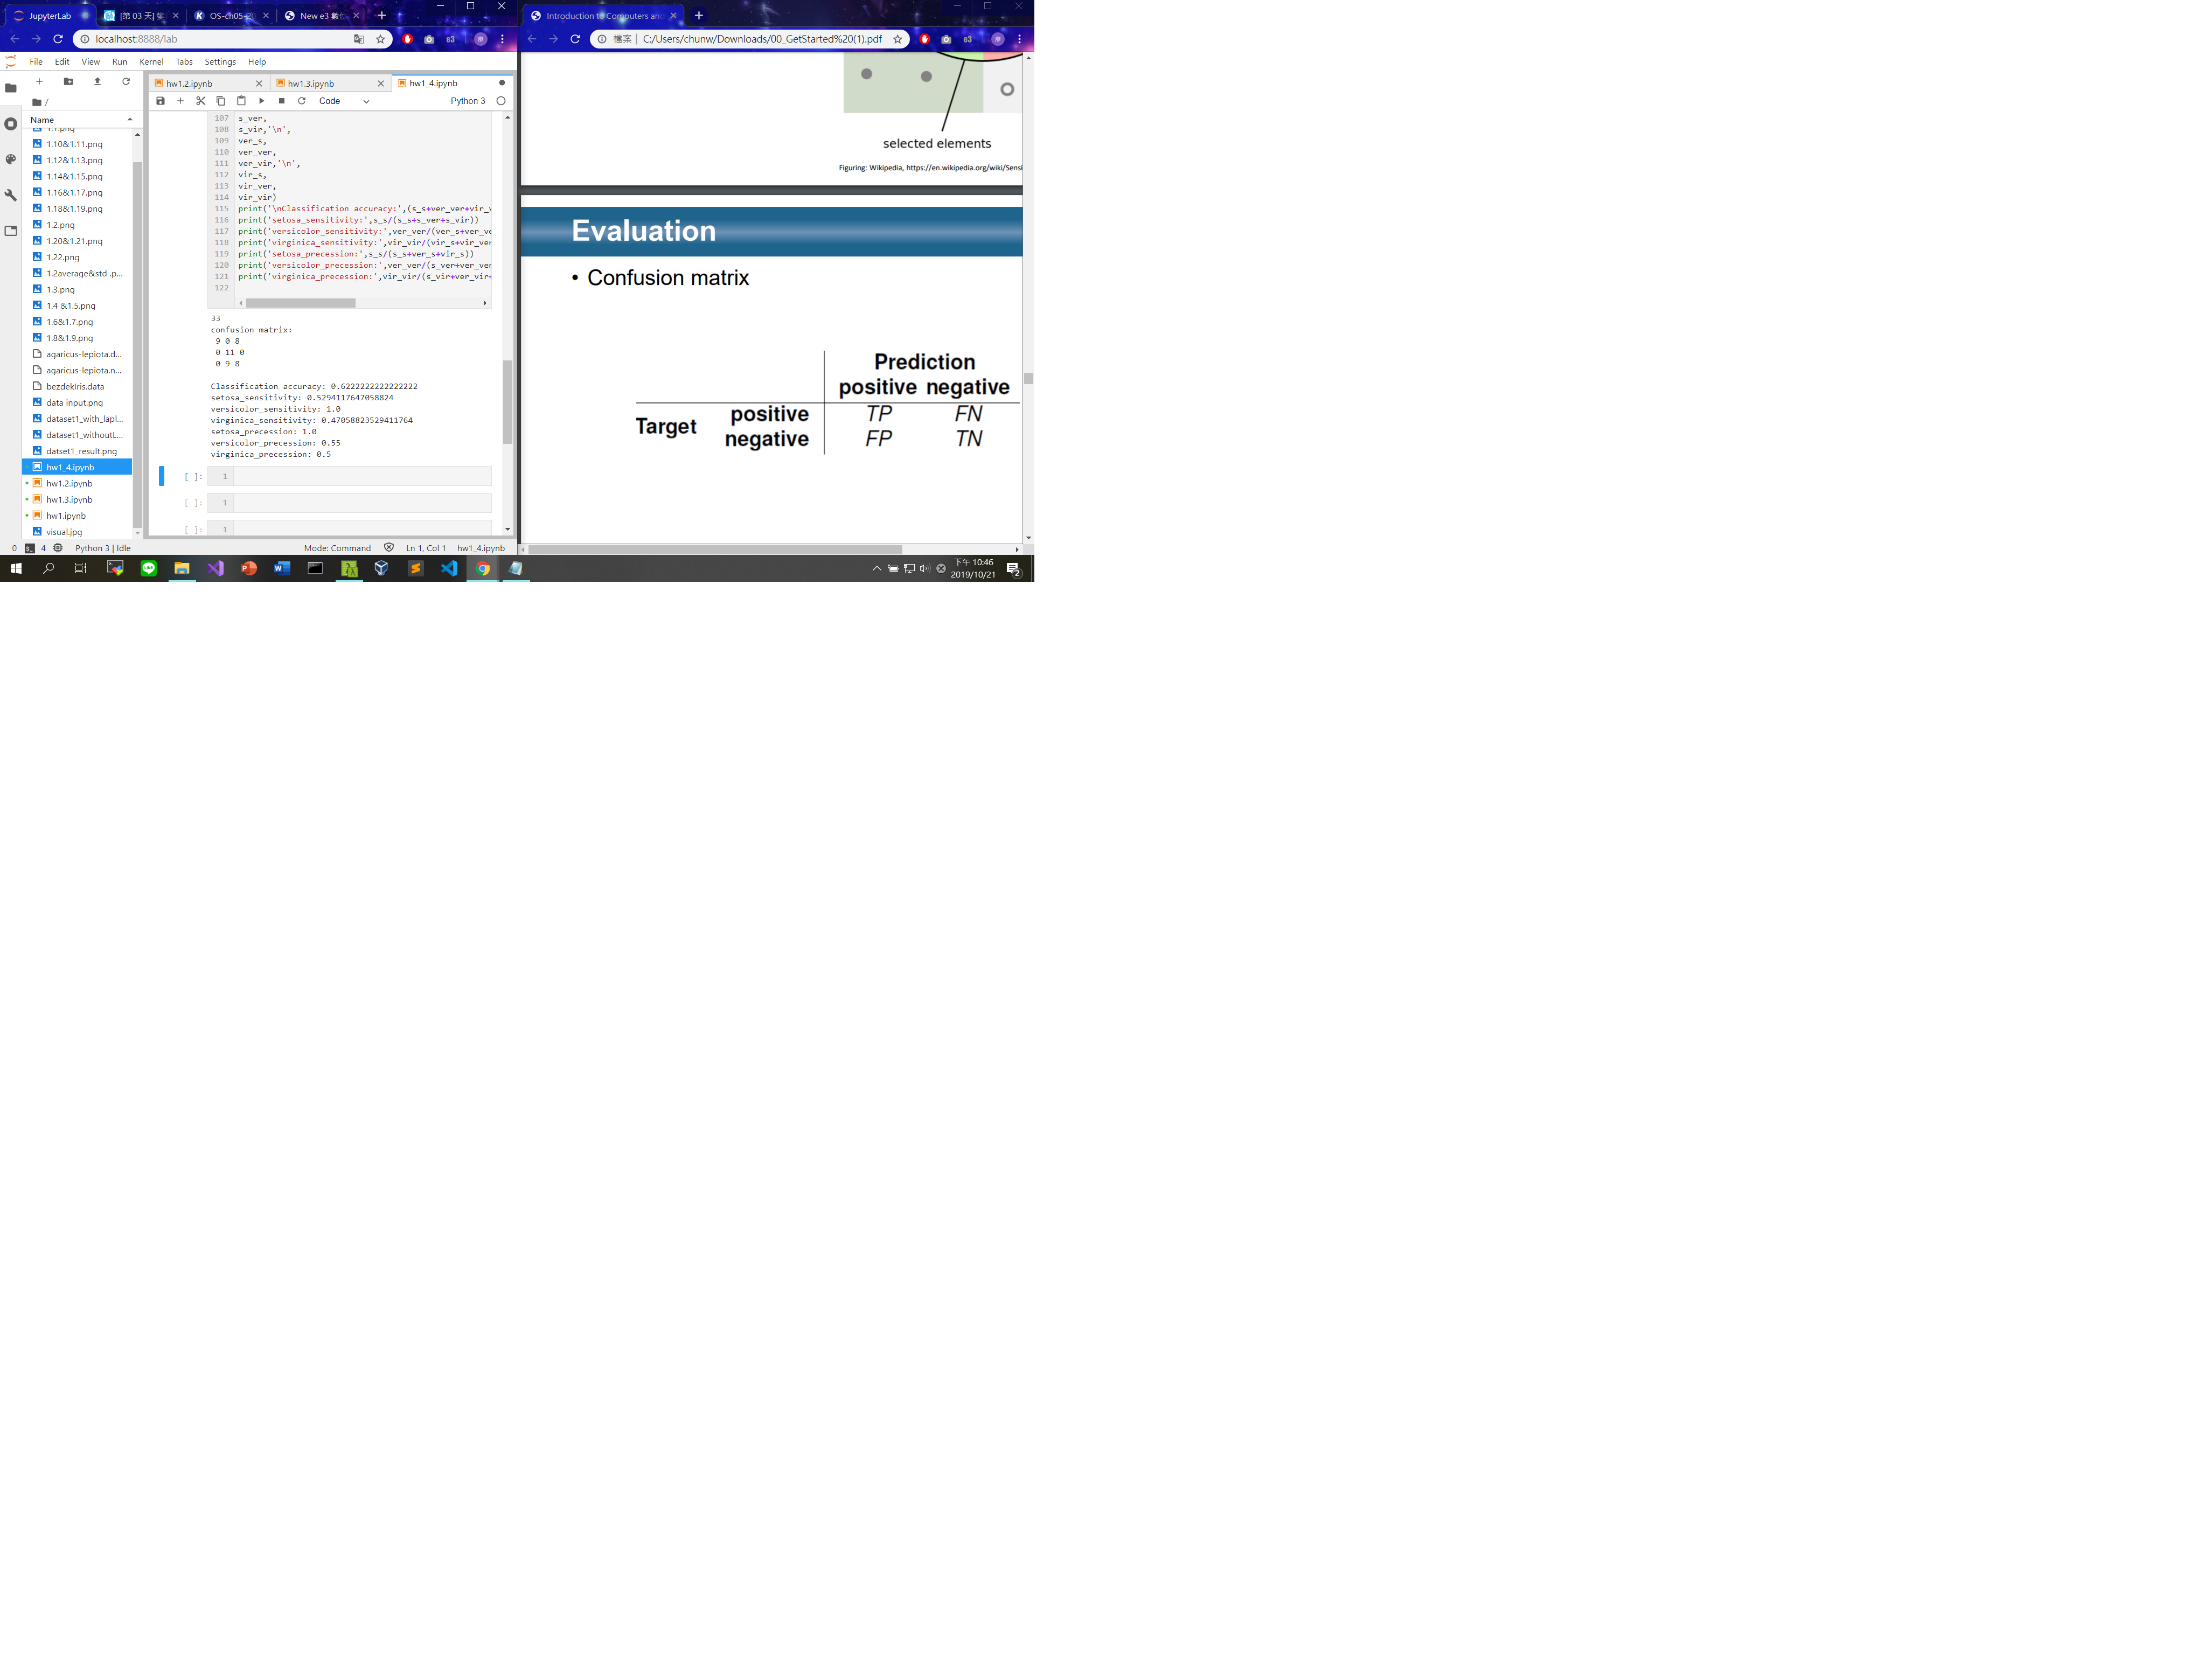 JupyterLab
[第 03 天]
OS-ch05-
New e3 數位
localhost:8888/lab
File Edit View Run Kernel Tabs Settings Help
/
Name
1.1.png
1.10&1.11.png
1.12&1.13.png
1.14&1.15.png
1.16&1.17.png
1.18&1.19.png
1.2.png
1.20&1.21.png
1.22.png
1.2average&std .p...
1.3.png
1.4 &1.5.png
1.6&1.7.png
1.8&1.9.png
agaricus-lepiota.d...
agaricus-lepiota.n...
bezdekIris.data
data input.png
dataset1_with_lapl...
dataset1_withoutL...
datset1_result.png
hw1_4.ipynb
hw1.2.ipynb
hw1.3.ipynb
hw1.ipynb
visual.jpg
hw1.2.ipynb
hw1.3.ipynb
hw1_4.ipynb
Code
Python 3
107 s_ver,
108 s_vir,'\n',
109 ver_s,
110 ver_ver,
111 ver_vir,'\n',
112 vir_s,
113 vir_ver,
114 vir_vir)
115 print('\nClassification accuracy:',(s_s+ver_ver+vir_v
116 print('setosa_sensitivity:',s_s/(s_s+s_ver+s_vir))
117 print('versicolor_sensitivity:',ver_ver/(ver_s+ver_ve
118 print('virginica_sensitivity:',vir_vir/(vir_s+vir_ver
119 print('setosa_precession:',s_s/(s_s+ver_s+vir_s))
120 print('versicolor_precession:',ver_ver/(s_ver+ver_ver
121 print('virginica_precession:',vir_vir/(s_vir+ver_vir+
122
33
confusion matrix:
9 0 8
0 11 0
0 9 8
Classification accuracy: 0.6222222222222222
setosa_sensitivity: 0.5294117647058824
versicolor_sensitivity: 1.0
virginica_sensitivity: 0.47058823529411764
setosa_precession: 1.0
versicolor_precession: 0.55
virginica_precession: 0.5
[ ]: 1
[ ]: 1
[ ]: 1
0 4 Python 3 | Idle
Mode: Command Ln 1, Col 1 hw1_4.ipynb
Introduction to Computers and
檔案 | C:/Users/chunw/Downloads/00_GetStarted%20(1).pdf
selected elements
Figuring: Wikipedia, https://en.wikipedia.org/wiki/Sensi
Evaluation
• Confusion matrix
Prediction
positive negative
Target positive TP FN
negative FP TN
下午 10:46
2019/10/21
2